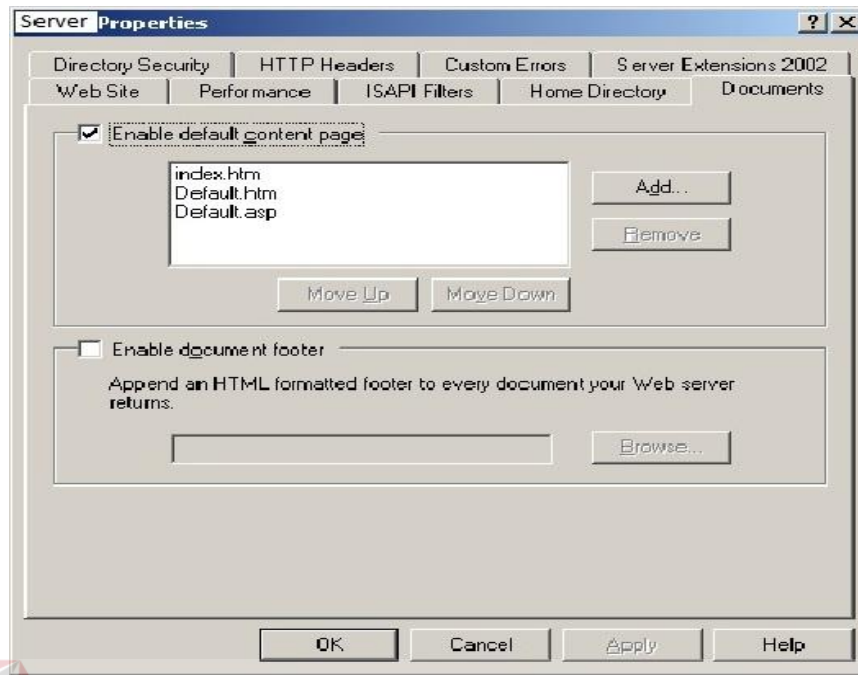 Server Properties
Directory Security
HTTP Headers
Custom Errors
Server Extensions 2002
Web Site
Performance
ISAPI Filters
Home Directory
Documents
Enable default content page
index.htm
Default.htm
Default.asp
Add...
Remove
Move Up
Move Down
Enable document footer
Append an HTML formatted footer to every document your Web server
returns.
Browse...
OK
Cancel
Apply
Help